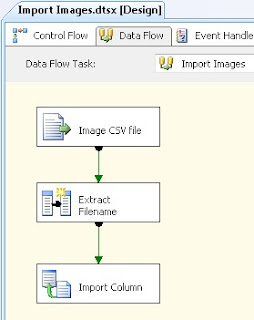 Import Images.dtsx [Design]
Control Flow
Data Flow
Event Handle
Data Flow Task:
Import Images
Image CSV file
Extract
Filename
Import Column